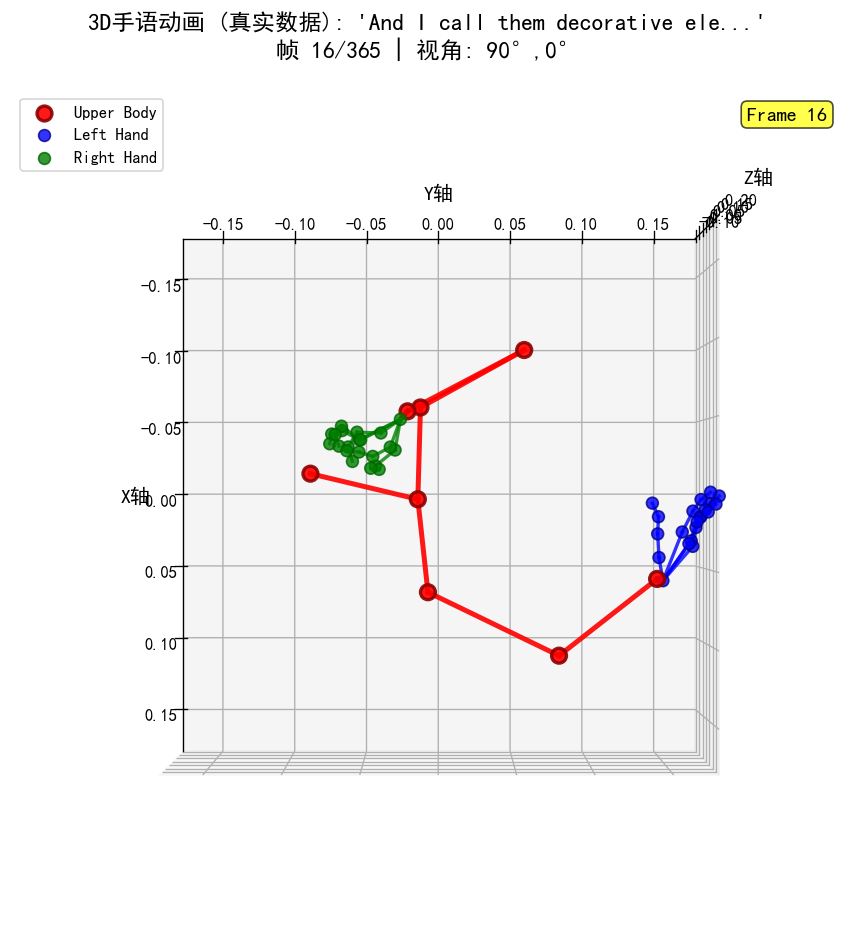 3D手语动画 (真实数据): 'And I call them decorative ele...'
帧 16/365 | 视角: 90°,0°
Upper Body
Left Hand
Right Hand
Frame 16
Z轴
Y轴
-0.15 -0.10 -0.05 0.00 0.05 0.10 0.15
-0.15
-0.10
-0.05
X轴
0.00
0.05
0.10
0.15